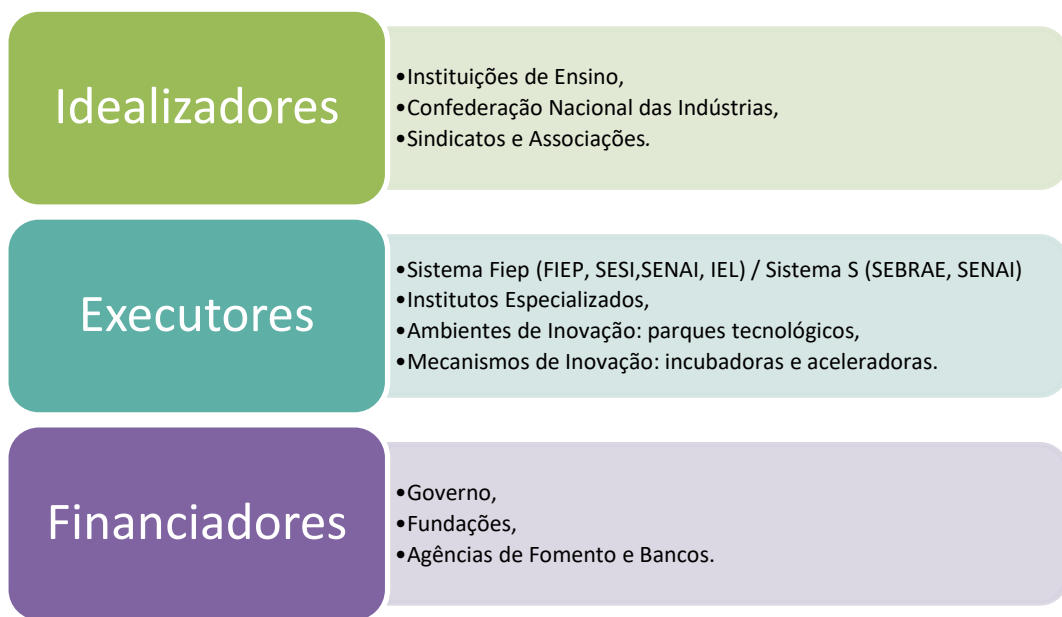 Idealizadores
•Instituições de Ensino,
•Confederação Nacional das Indústrias,
•Sindicatos e Associações.
Executores
•Sistema Fiep (FIEP, SESI,SENAI, IEL) / Sistema S (SEBRAE, SENAI)
•Institutos Especializados,
•Ambientes de Inovação: parques tecnológicos,
•Mecanismos de Inovação: incubadoras e aceleradoras.
Financiadores
•Governo,
•Fundações,
•Agências de Fomento e Bancos.